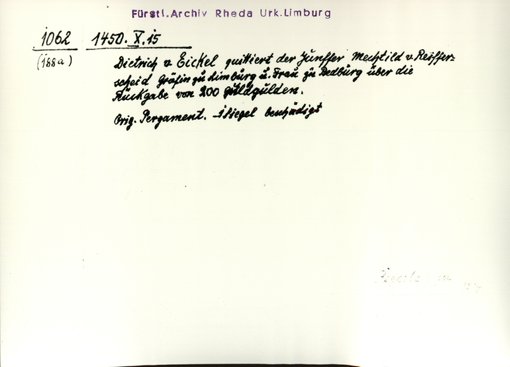 Fürstl.Archiv Rheda Urk.Limburg
1062 1450. X. 15
(188a)
Dietrich v. Eickel quittiert der Junffer Mechtild v. Reiffer-
scheid Gräfin zu Limburg u. Frau zu Bedburg über die
Rückgabe von 200 Guldgulden.
Orig. Pergament. 1 Siegel beschädigt